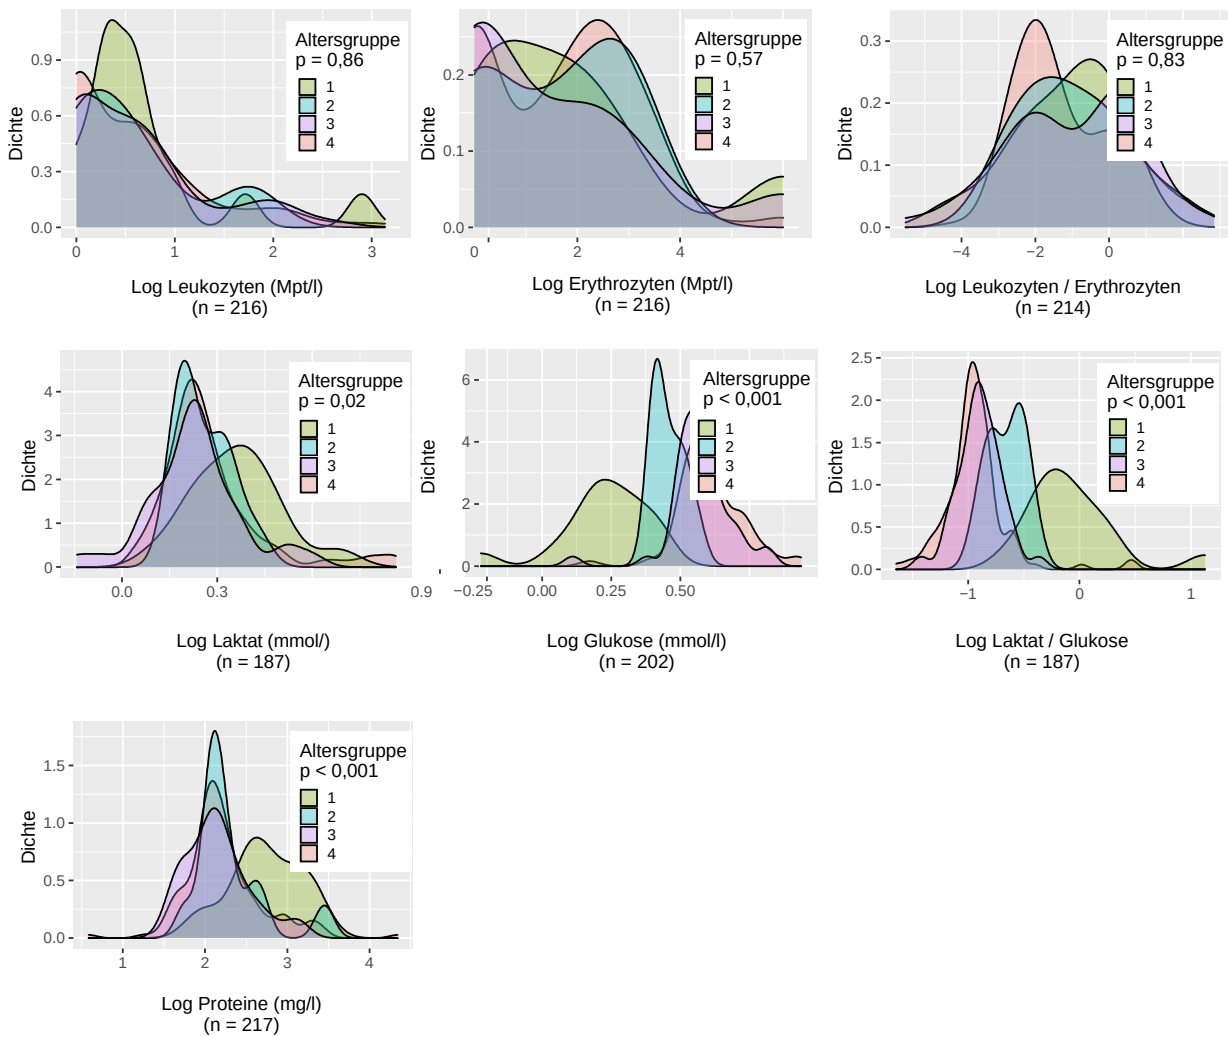 Altersgruppe
p = 0,86
1
2
3
4
Dichte
0.9
0.6
0.3
0.0
0 1 2 3
Log Leukozyten (Mpt/l)
(n = 216)
Altersgruppe
p = 0,57
1
2
3
4
Dichte
0.2
0.1
0.0
0 2 4
Log Erythrozyten (Mpt/l)
(n = 216)
Altersgruppe
p = 0,83
1
2
3
4
Dichte
0.3
0.2
0.1
0.0
−4 −2 0
Log Leukozyten / Erythrozyten
(n = 214)
Altersgruppe
p = 0,02
1
2
3
4
Dichte
4
3
2
1
0
0.0 0.3 0.9
Log Laktat (mmol/)
(n = 187)
Altersgruppe
p < 0,001
1
2
3
4
Dichte
6
4
2
0
−0.25 0.00 0.25 0.50
Log Glukose (mmol/l)
(n = 202)
Altersgruppe
p < 0,001
1
2
3
4
Dichte
2.5
2.0
1.5
1.0
0.5
0.0
−1 0 1
Log Laktat / Glukose
(n = 187)
Altersgruppe
p < 0,001
1
2
3
4
Dichte
1.5
1.0
0.5
0.0
1 2 3 4
Log Proteine (mg/l)
(n = 217)